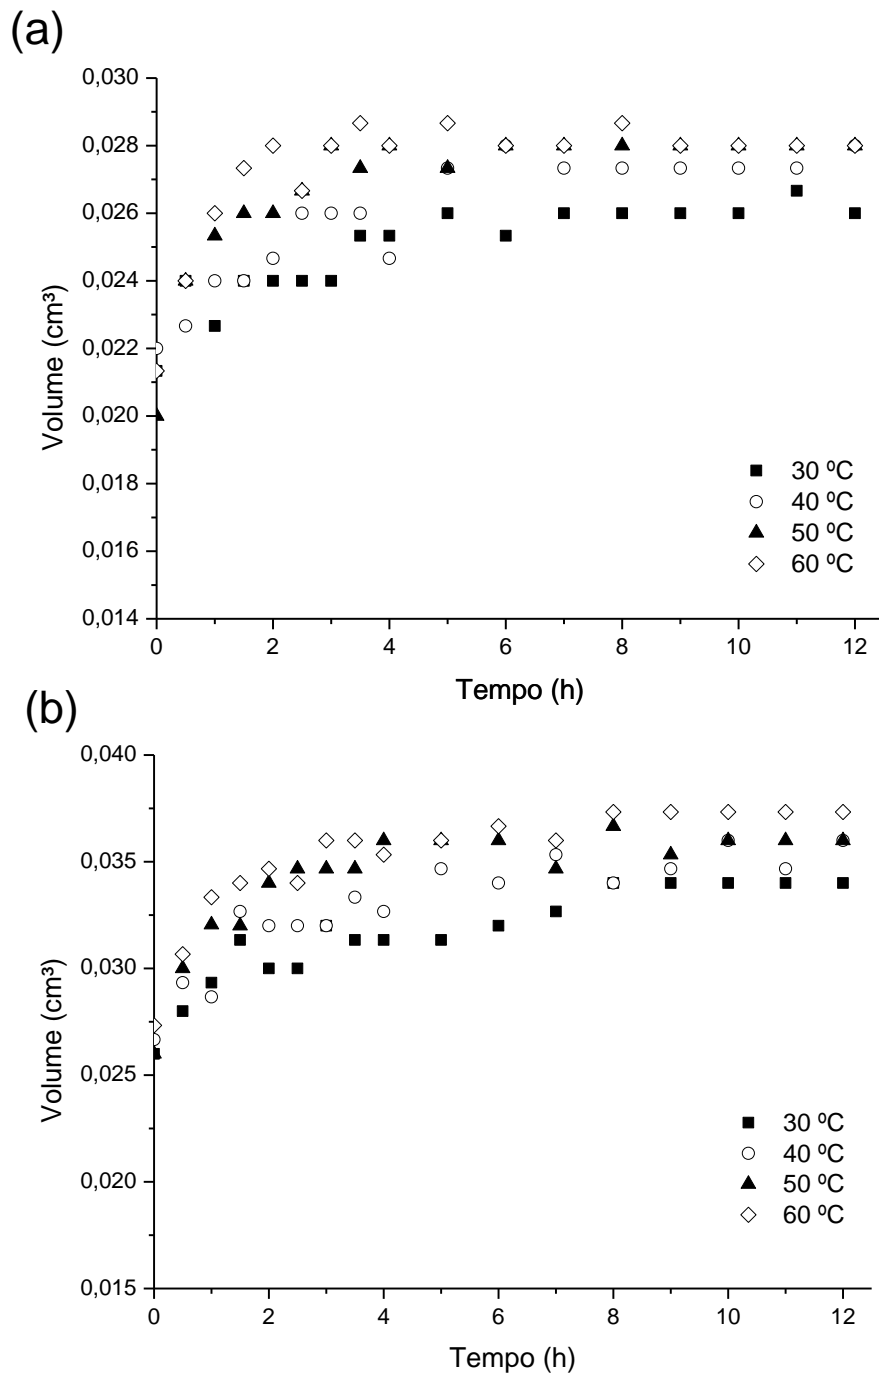 (a)
0,030
0,028
0,026
0,024
0,022
0,020
0,018
0,016
0,014
Volume (cm³)
30 ºC
40 ºC
50 ºC
60 ºC
0 2 4 6 8 10 12
Tempo (h)
(b)
0,040
0,035
0,030
0,025
0,020
0,015
Volume (cm³)
30 ºC
40 ºC
50 ºC
60 ºC
0 2 4 6 8 10 12
Tempo (h)